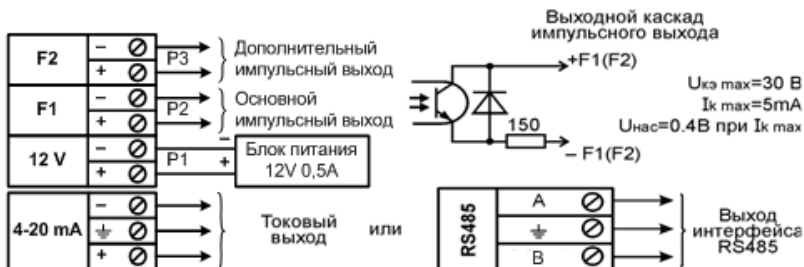 Выходной каскад
импульсного выхода
F2
–
+
P3
Дополнительный
импульсный выход
F1
–
+
P2
Основной
импульсный выход
12 V
–
+
P1
–
+
Блок питания
12V 0,5A
+F1(F2)
150
– F1(F2)
Uкэ max=30 В
Ik max=5mA
Uнас=0.4В при Ik max
4-20 mA
–
+
Токовый
выход
или
RS485
A
B
Выход
интерфейса
RS485